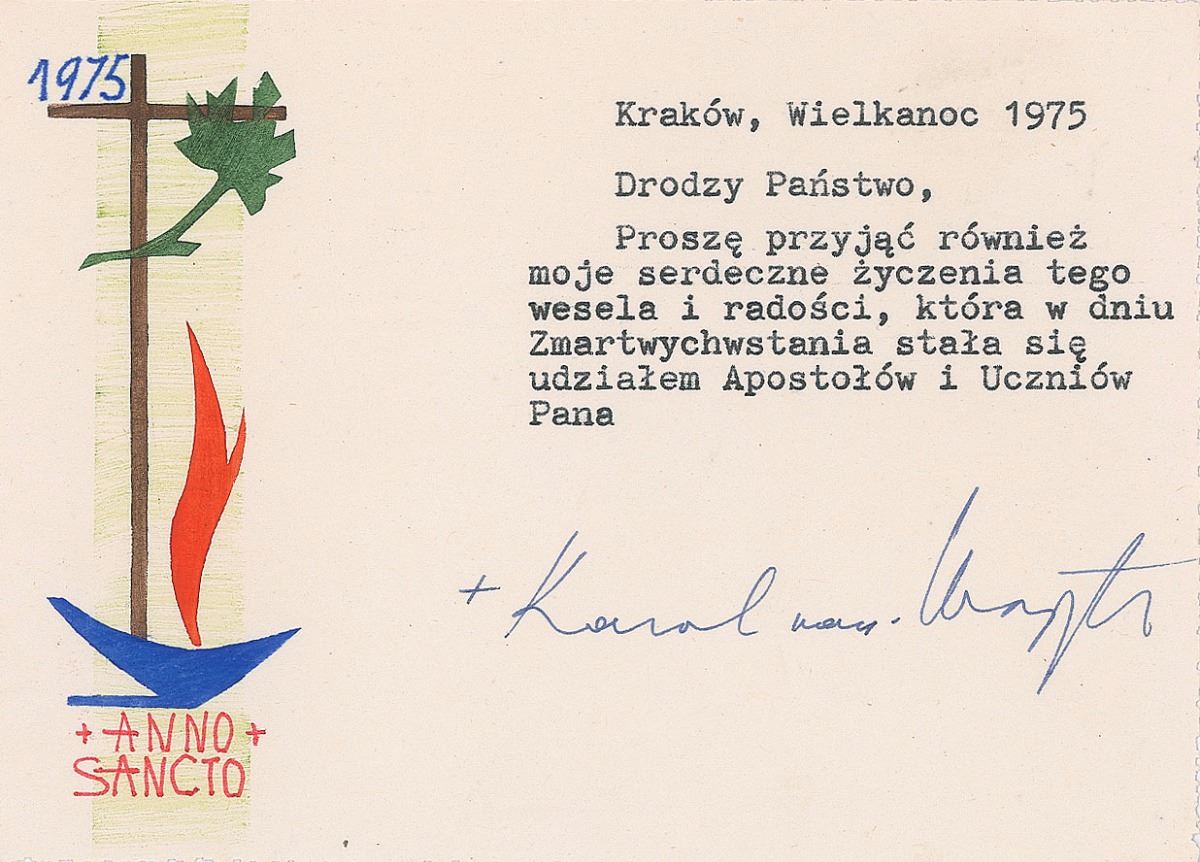 1975
+ ANNO +
SANCTO
Kraków, Wielkanoc 1975
Drodzy Państwo,
Proszę przyjąć również
moje serdeczne życzenia tego
wesela i radości, która w dniu
Zmartwychwstania stała się
udziałem Apostołów i Uczniów
Pana
+ Karol kard. Wojtyła